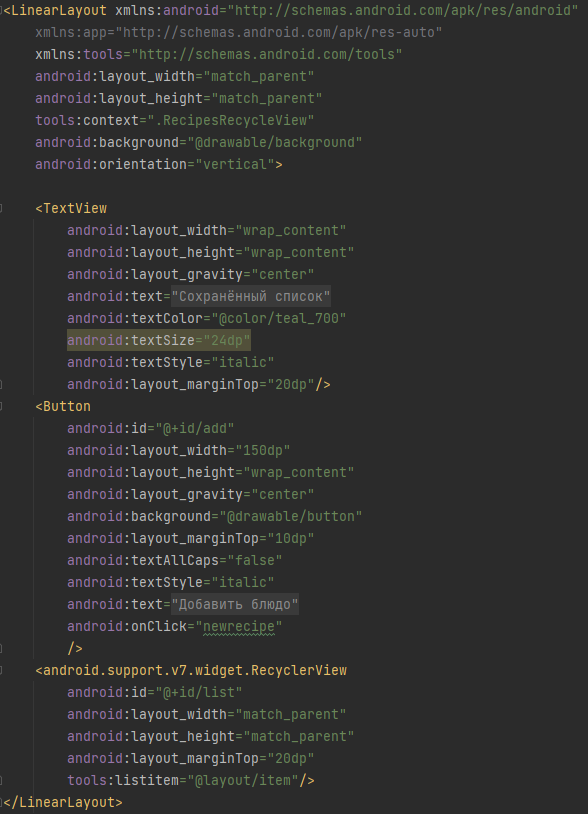 <LinearLayout xmlns:android="http://schemas.android.com/apk/res/android"
    xmlns:app="http://schemas.android.com/apk/res-auto"
    xmlns:tools="http://schemas.android.com/tools"
    android:layout_width="match_parent"
    android:layout_height="match_parent"
    tools:context=".RecipesRecycleView"
    android:background="@drawable/background"
    android:orientation="vertical">

    <TextView
        android:layout_width="wrap_content"
        android:layout_height="wrap_content"
        android:layout_gravity="center"
        android:text="Сохранённый список"
        android:textColor="@color/teal_700"
        android:textSize="24dp"
        android:textStyle="italic"
        android:layout_marginTop="20dp"/>
    <Button
        android:id="@+id/add"
        android:layout_width="150dp"
        android:layout_height="wrap_content"
        android:layout_gravity="center"
        android:background="@drawable/button"
        android:layout_marginTop="10dp"
        android:textAllCaps="false"
        android:textStyle="italic"
        android:text="Добавить блюдо"
        android:onClick="newrecipe"
        />
    <android.support.v7.widget.RecyclerView
        android:id="@+id/list"
        android:layout_width="match_parent"
        android:layout_height="match_parent"
        android:layout_marginTop="20dp"
        tools:listitem="@layout/item"/>
</LinearLayout>